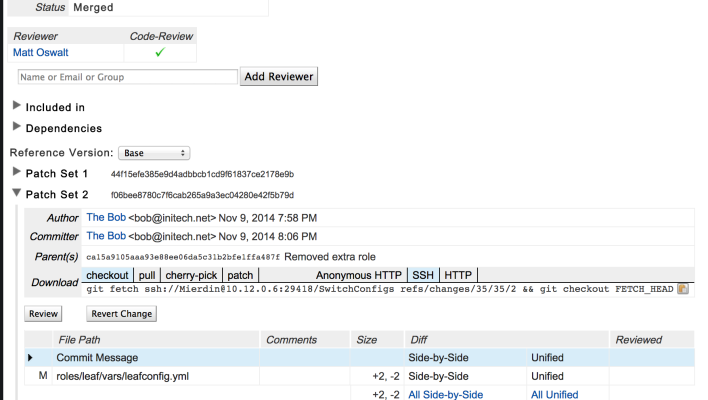 Status Merged
Reviewer Code-Review
Matt Oswalt
Name or Email or Group Add Reviewer
Included in
Dependencies
Reference Version: Base
Patch Set 1 44f15efe385e9d4adbbcb1cd9f61837ce2178e9b
Patch Set 2 f06bee8780c7f6cab265a9a3ec04280e42f5b79d
Author The Bob <bob@initech.net> Nov 9, 2014 7:58 PM
Committer The Bob <bob@initech.net> Nov 9, 2014 8:06 PM
Parent(s) ca15a9105aaa93e88ee06da5c31b2bfe1ffa487f Removed extra role
Download checkout pull cherry-pick patch Anonymous HTTP SSH HTTP
git fetch ssh://Mierdin@10.12.0.6:29418/SwitchConfigs refs/changes/35/35/2 && git checkout FETCH_HEAD
Review Revert Change
File Path Comments Size Diff Reviewed
Commit Message Side-by-Side Unified
M roles/leaf/vars/leafconfig.yml +2, -2 Side-by-Side Unified
+2, -2 All Side-by-Side All Unified